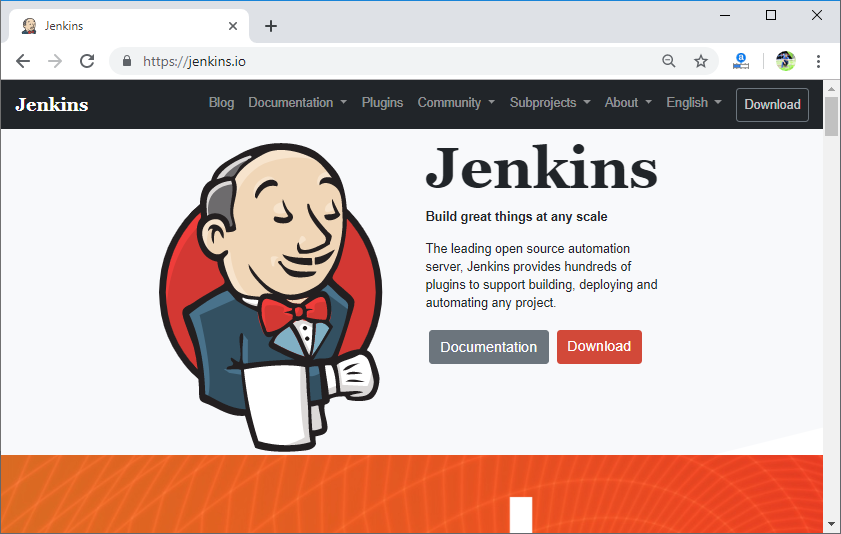 Jenkins
https://jenkins.io
Jenkins Blog Documentation Plugins Community Subprojects About English Download
Jenkins
Build great things at any scale
The leading open source automation
server, Jenkins provides hundreds of
plugins to support building, deploying and
automating any project.
Documentation Download